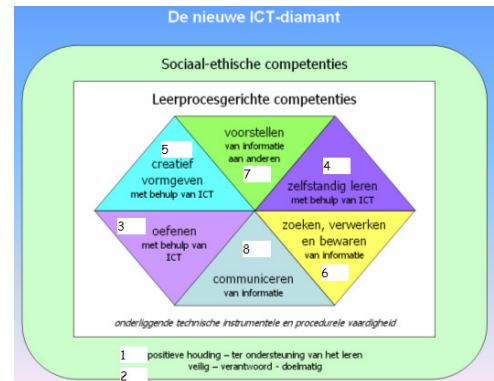 De nieuwe ICT-diamant
Sociaal-ethische competenties
Leerprocesgerichte competenties
5
creatief
vormgeven
met behulp van ICT
voorstellen
van informatie
aan anderen
7
4
zelfstandig leren
met behulp van ICT
3
oefenen
met behulp van
ICT
8
communiceren
van informatie
zoeken, verwerken
en bewaren
van informatie
6
onderliggende technische instrumentele en procedurele vaardigheid
1 positieve houding – ter ondersteuning van het leren
veilig – verantwoord - doelmatig
2